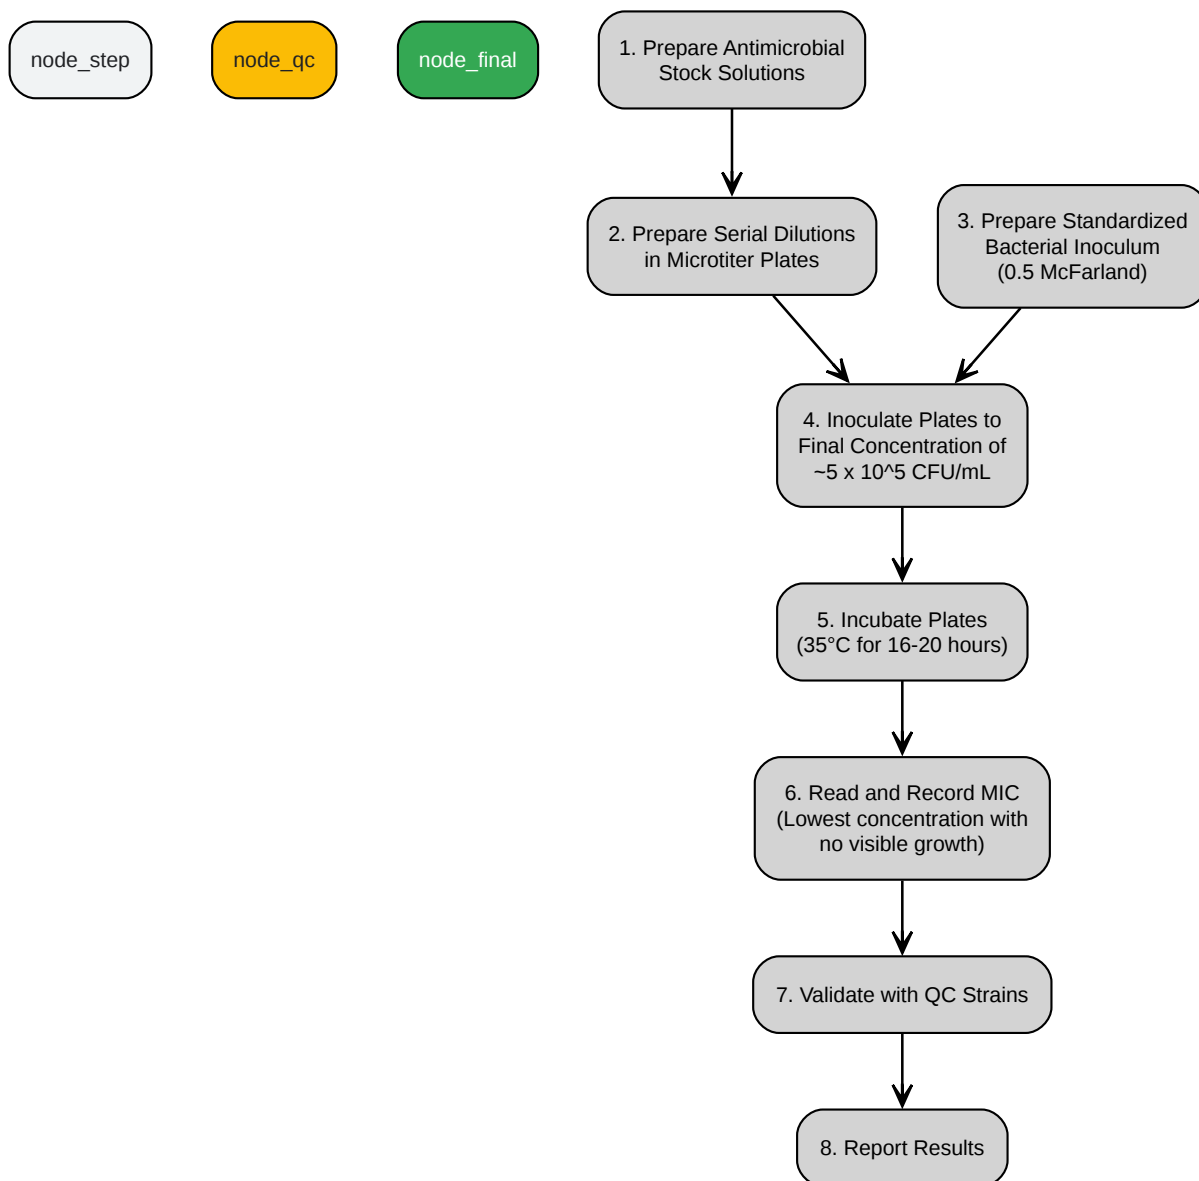 node_step
node_qc
node_final
1. Prepare Antimicrobial
Stock Solutions
2. Prepare Serial Dilutions
in Microtiter Plates
3. Prepare Standardized
Bacterial Inoculum
(0.5 McFarland)
4. Inoculate Plates to
Final Concentration of
~5 x 10^5 CFU/mL
5. Incubate Plates
(35°C for 16-20 hours)
6. Read and Record MIC
(Lowest concentration with
no visible growth)
7. Validate with QC Strains
8. Report Results